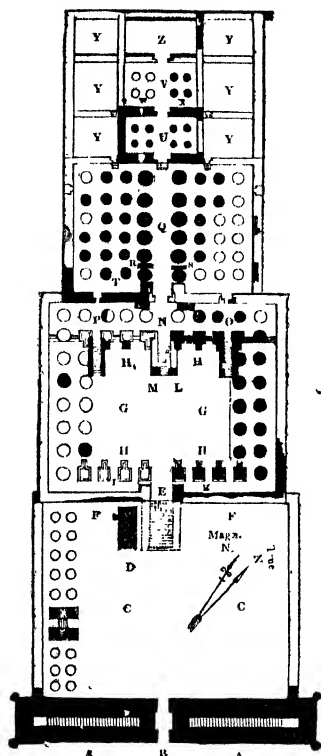 Y Z Y
Y V Y
Y U Y
Q
R S
T
P N O
H H
M L
G G
H H
E K
F F
Magn.
N.
D
C C
A B A